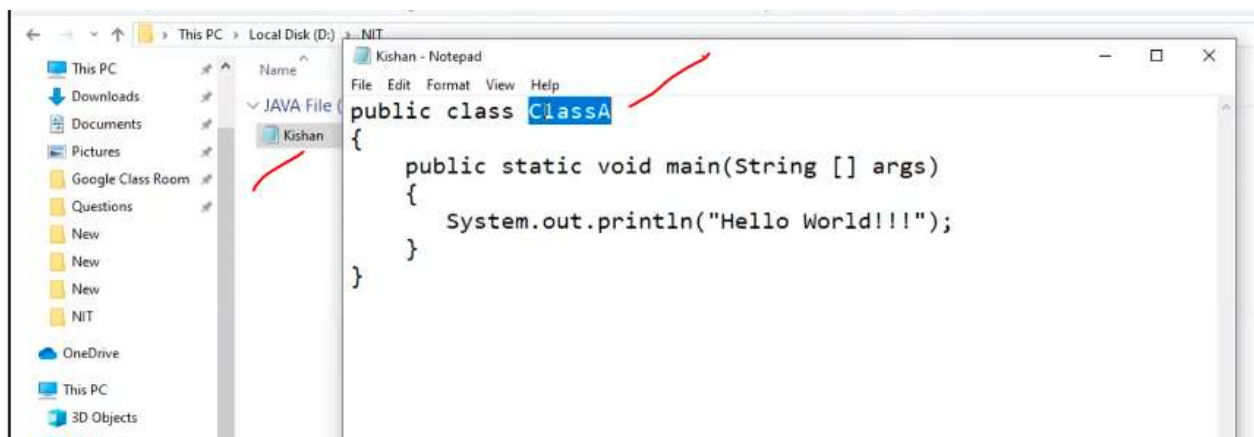 This PC > Local Disk (D:) > NIT
This PC
Downloads
Documents
Pictures
Google Class Room
Questions
New
New
New
NIT
OneDrive
This PC
3D Objects
Name
JAVA File (
Kishan
Kishan - Notepad
File Edit Format View Help
public class ClassA
{
    public static void main(String [] args)
    {
        System.out.println("Hello World!!!");
    }
}